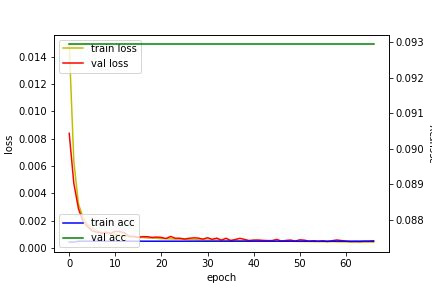 train loss
val loss
train acc
val acc
0.014
0.012
0.010
0.008
0.006
0.004
0.002
0.000
loss
0.093
0.092
0.091
0.090
0.089
0.088
0 10 20 30 40 50 60
epoch